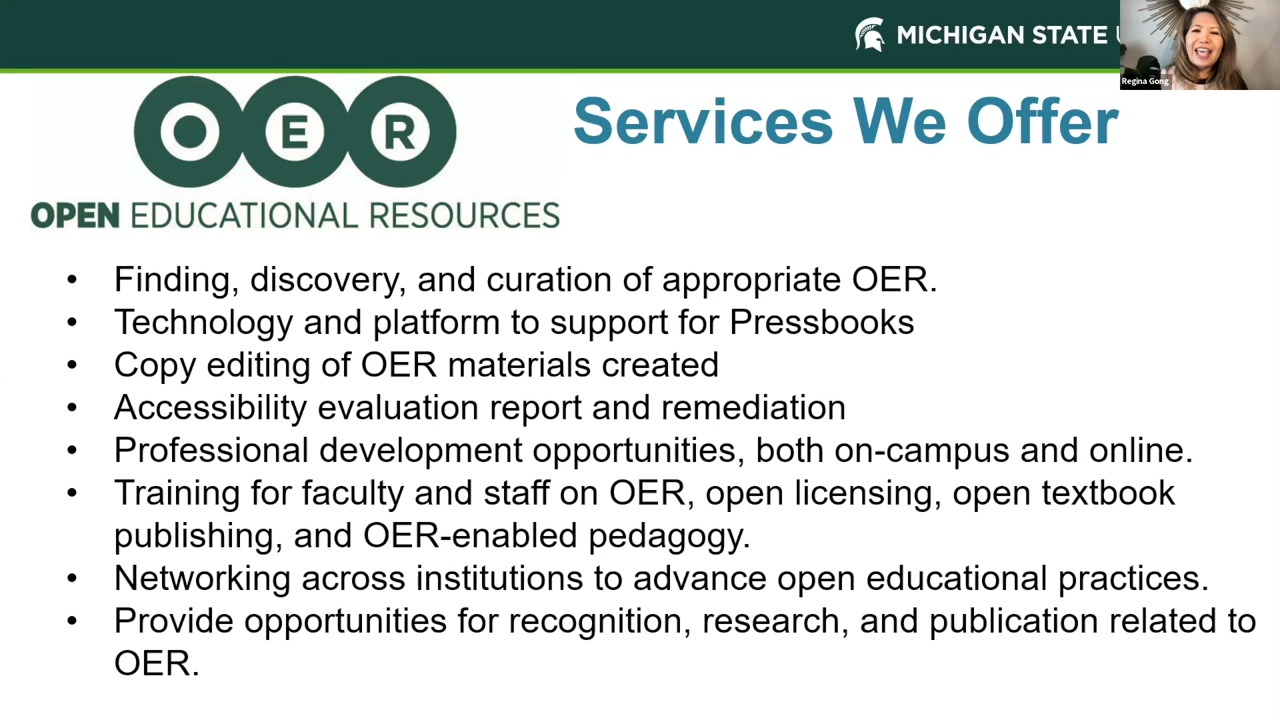 MICHIGAN STATE U
Regina Gong
OER
OPEN EDUCATIONAL RESOURCES
Services We Offer
• Finding, discovery, and curation of appropriate OER.
• Technology and platform to support for Pressbooks
• Copy editing of OER materials created
• Accessibility evaluation report and remediation
• Professional development opportunities, both on-campus and online.
• Training for faculty and staff on OER, open licensing, open textbook
publishing, and OER-enabled pedagogy.
• Networking across institutions to advance open educational practices.
• Provide opportunities for recognition, research, and publication related to
OER.